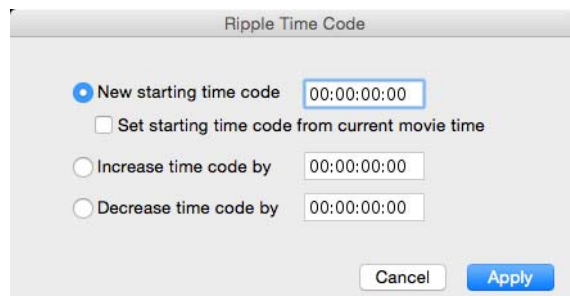 Ripple Time Code
New starting time code 00:00:00:00
Set starting time code from current movie time
Increase time code by 00:00:00:00
Decrease time code by 00:00:00:00
Cancel Apply